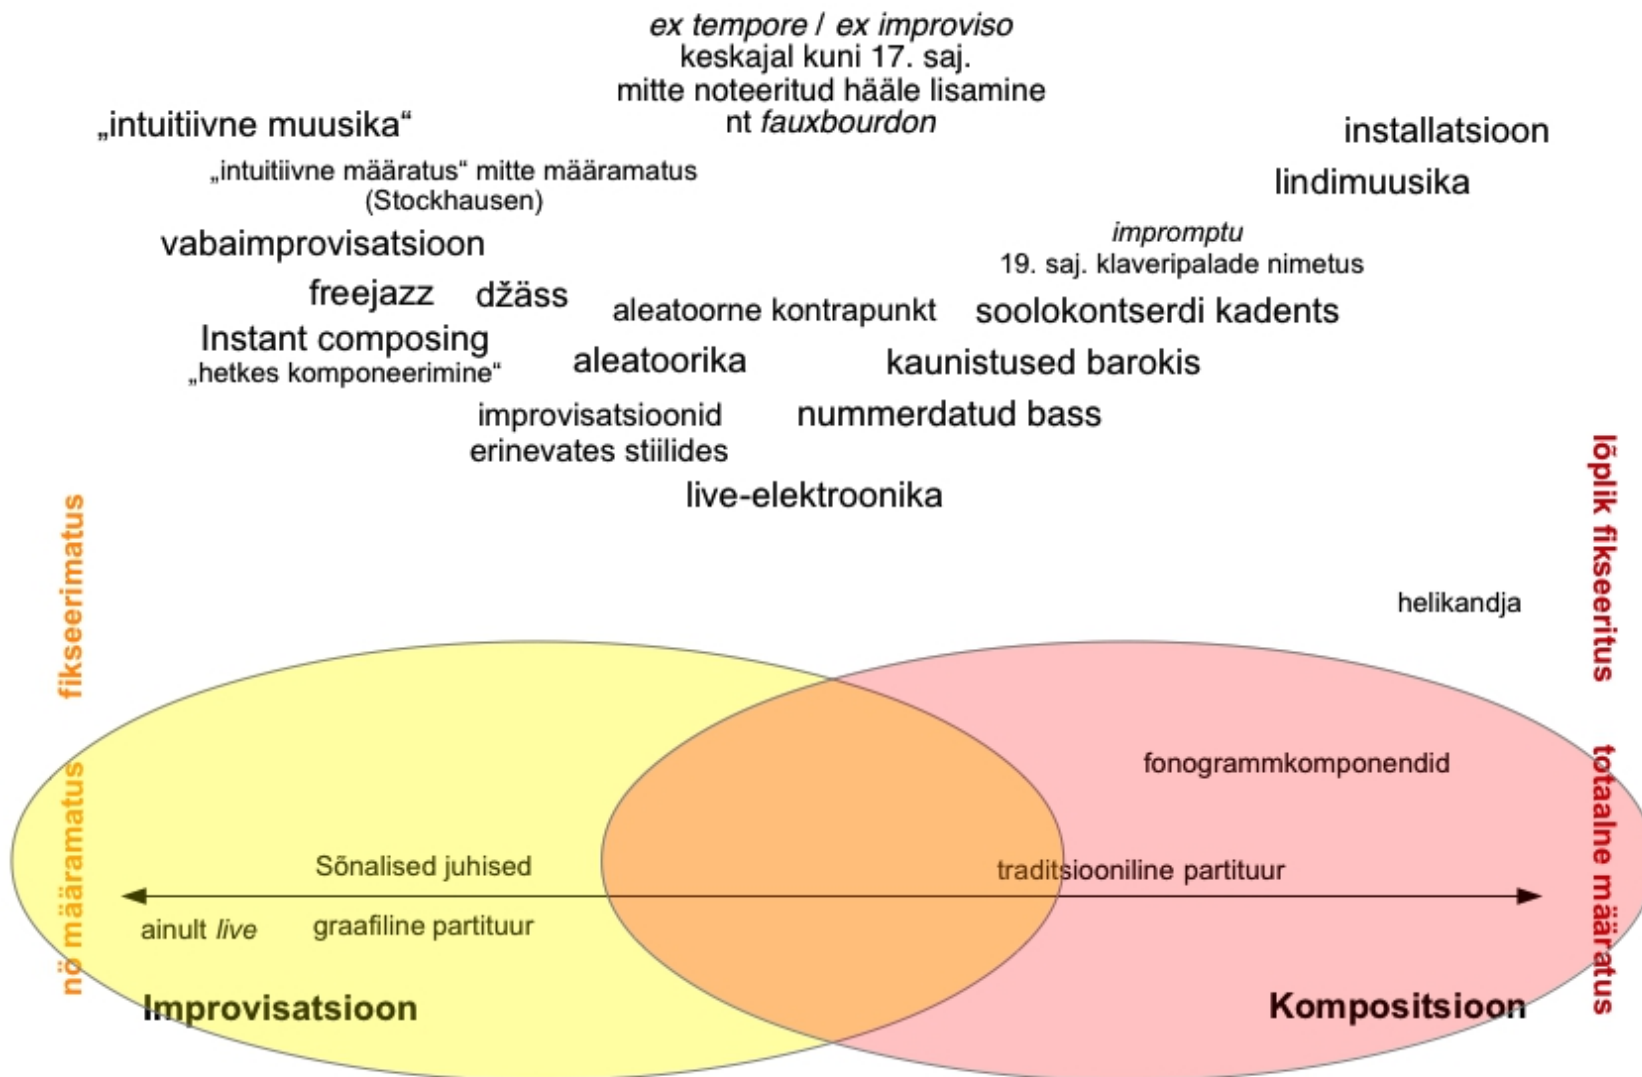 ex tempore / ex improviso
keskajal kuni 17. saj.
mitte noteeritud hääle lisamine
nt fauxbourdon
„intuitiivne muusika“
installatsioon
„intuitiivne määratus“ mitte määramatus
(Stockhausen)
lindimuusika
vabaimprovisatsioon
impromptu
19. saj. klaveripalade nimetus
freejazz
džäss
aleatoorne kontrapunkt
soolokontserdi kadents
Instant composing
„hetkes komponeerimine“
aleatoorika
kaunistused barokis
improvisatsioonid
erinevates stiilides
nummerdatud bass
live-elektroonika
nö määramatus fikseerimatus
lõplik fikseeritus totaalne määratus
helikandja
fonogrammkomponendid
Sõnalised juhised
traditsiooniline partituur
ainult live
graafiline partituur
Improvisatsioon
Kompositsioon